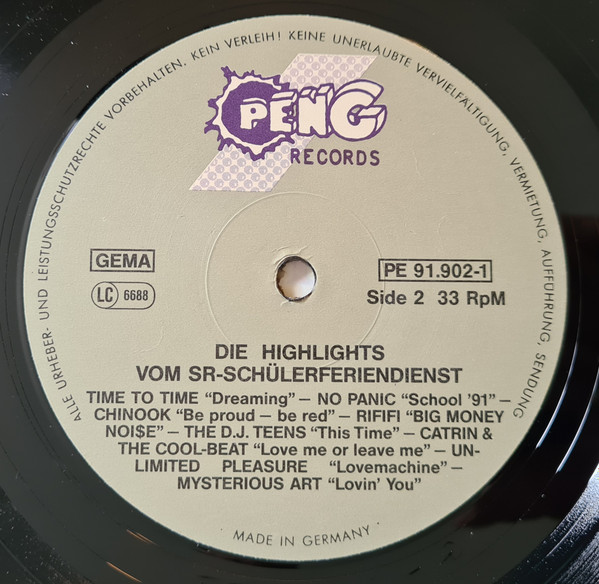 ALLE URHEBER- UND LEISTUNGSSCHUTZRECHTE VORBEHALTEN. KEIN VERLEIH! KEINE UNERLAUBTE VERVIELFÄLTIGUNG, VERMIETUNG, AUFFÜHRUNG, SENDUNG
PENG
RECORDS
GEMA
LC 6688
PE 91.902-1
Side 2 33 RpM
DIE HIGHLIGHTS
VOM SR-SCHÜLERFERIENDIENST
TIME TO TIME “Dreaming” – NO PANIC “School ’91” –
CHINOOK “Be proud – be red” – RIFIFI “BIG MONEY
NOI$E” – THE D.J. TEENS “This Time” – CATRIN &
THE COOL-BEAT “Love me or leave me” – UN-
LIMITED PLEASURE “Lovemachine” –
MYSTERIOUS ART “Lovin’ You”
MADE IN GERMANY